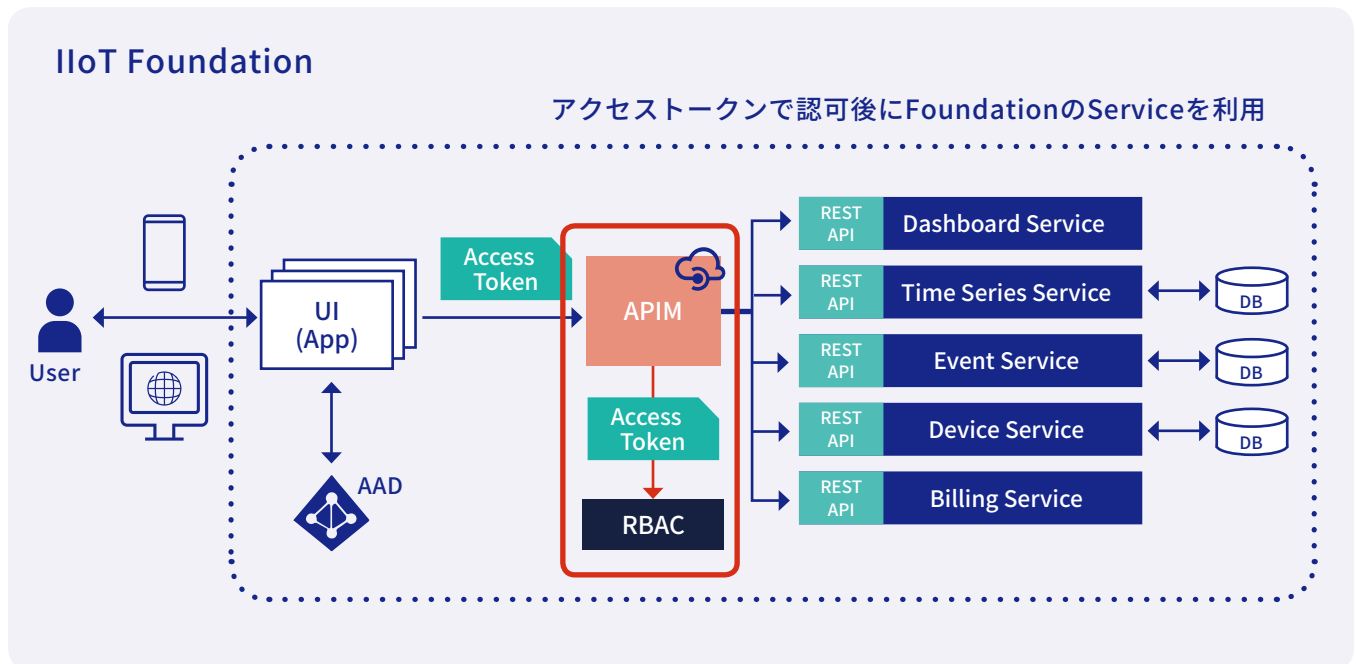 IIoT Foundation
アクセストークンで認可後にFoundationのServiceを利用
User
UI
(App)
AAD
Access
Token
APIM
Access
Token
RBAC
REST
API
Dashboard Service
REST
API
Time Series Service
DB
REST
API
Event Service
DB
REST
API
Device Service
DB
REST
API
Billing Service